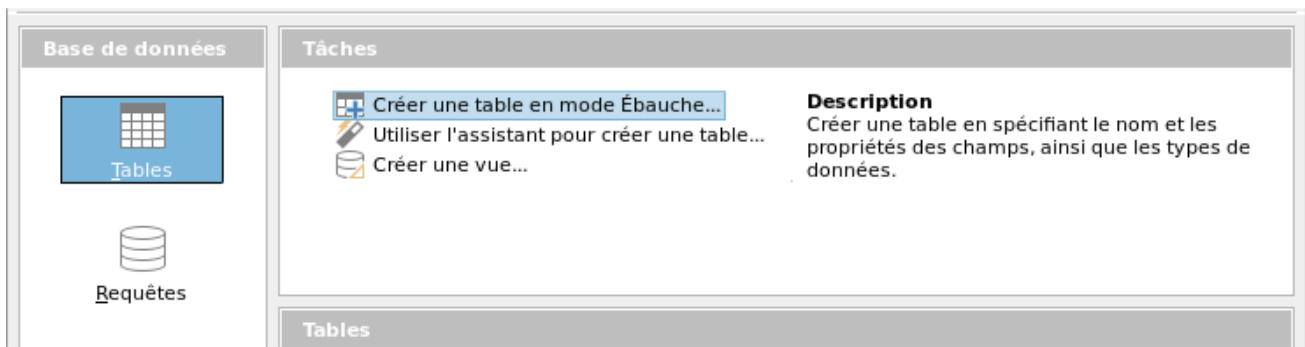 Base de données
Tables
Requêtes
Tâches
Créer une table en mode Ébauche...
Utiliser l'assistant pour créer une table...
Créer une vue...
Description
Créer une table en spécifiant le nom et les
propriétés des champs, ainsi que les types de
données.
Tables